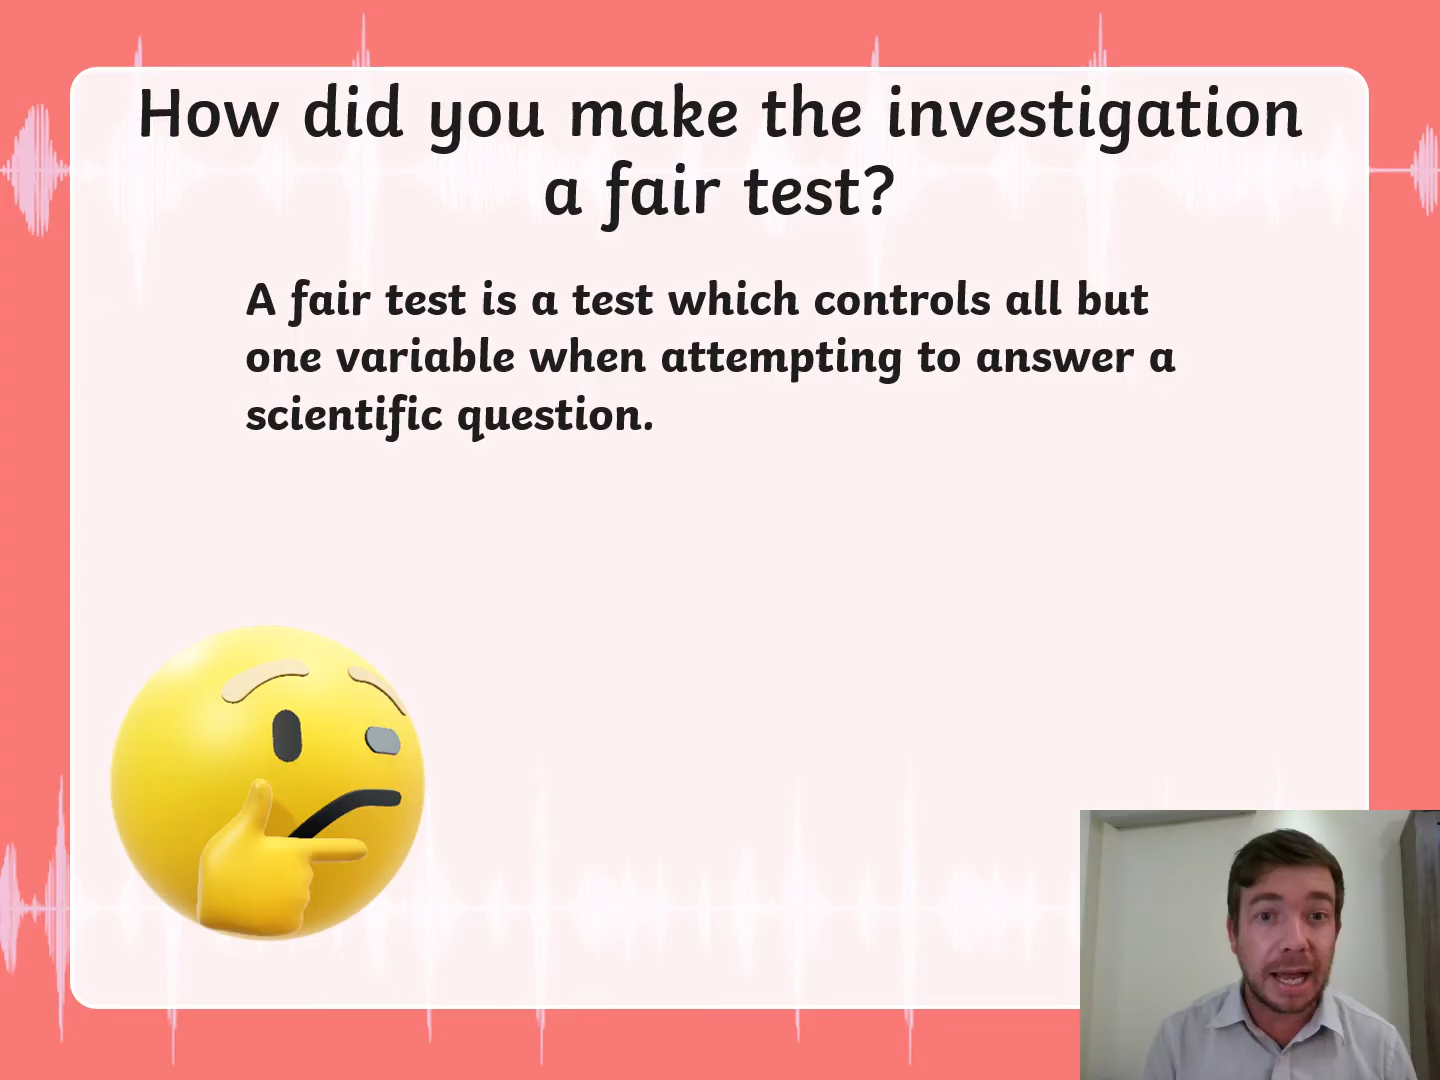 How did you make the investigation
a fair test?
A fair test is a test which controls all but
one variable when attempting to answer a
scientific question.